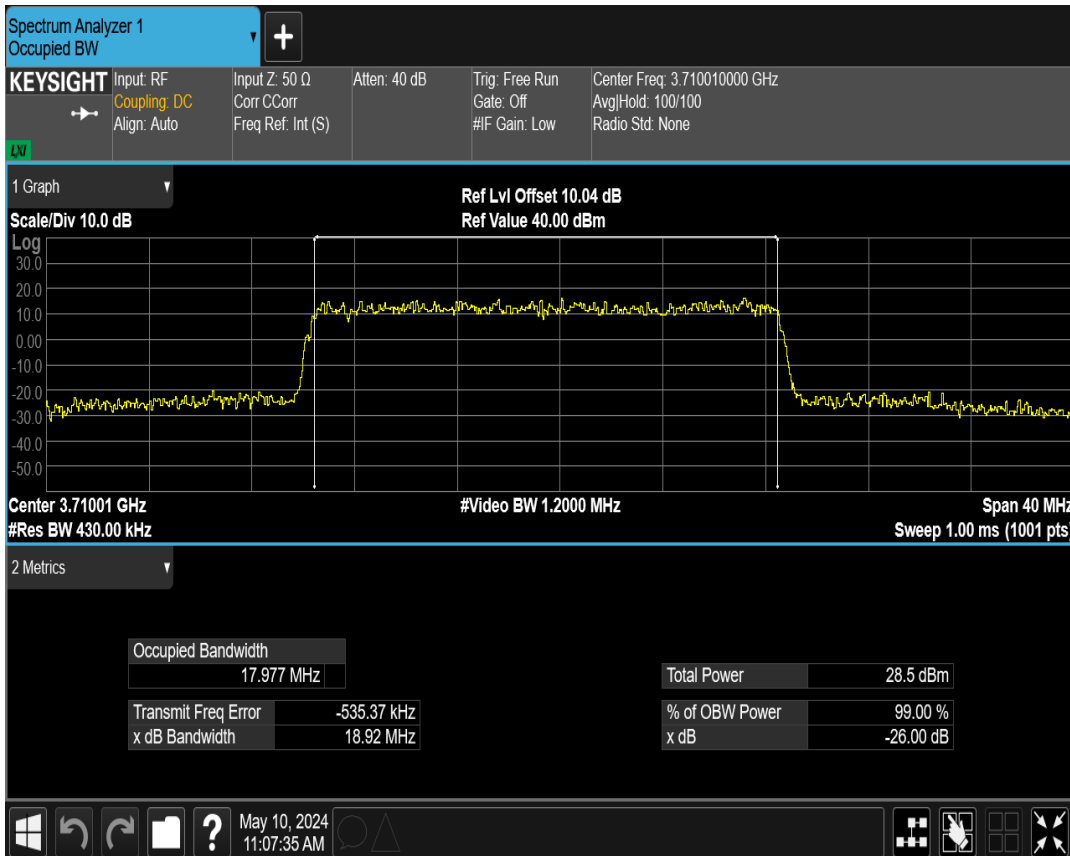 Spectrum Analyzer 1
Occupied BW
+
KEYSIGHT
LXI
Input: RF
Coupling: DC
Align: Auto
Input Z: 50 Ω
Corr CCorr
Freq Ref: Int (S)
Atten: 40 dB
Trig: Free Run
Gate: Off
#IF Gain: Low
Center Freq: 3.710010000 GHz
Avg|Hold: 100/100
Radio Std: None
1 Graph
Scale/Div 10.0 dB
Ref Lvl Offset 10.04 dB
Ref Value 40.00 dBm
Log
30.0
20.0
10.0
0.00
-10.0
-20.0
-30.0
-40.0
-50.0
Center 3.71001 GHz
#Video BW 1.2000 MHz
Span 40 MHz
#Res BW 430.00 kHz
Sweep 1.00 ms (1001 pts)
2 Metrics
Occupied Bandwidth
17.977 MHz
Transmit Freq Error -535.37 kHz
x dB Bandwidth 18.92 MHz
Total Power 28.5 dBm
% of OBW Power 99.00 %
x dB -26.00 dB
?
May 10, 2024
11:07:35 AM